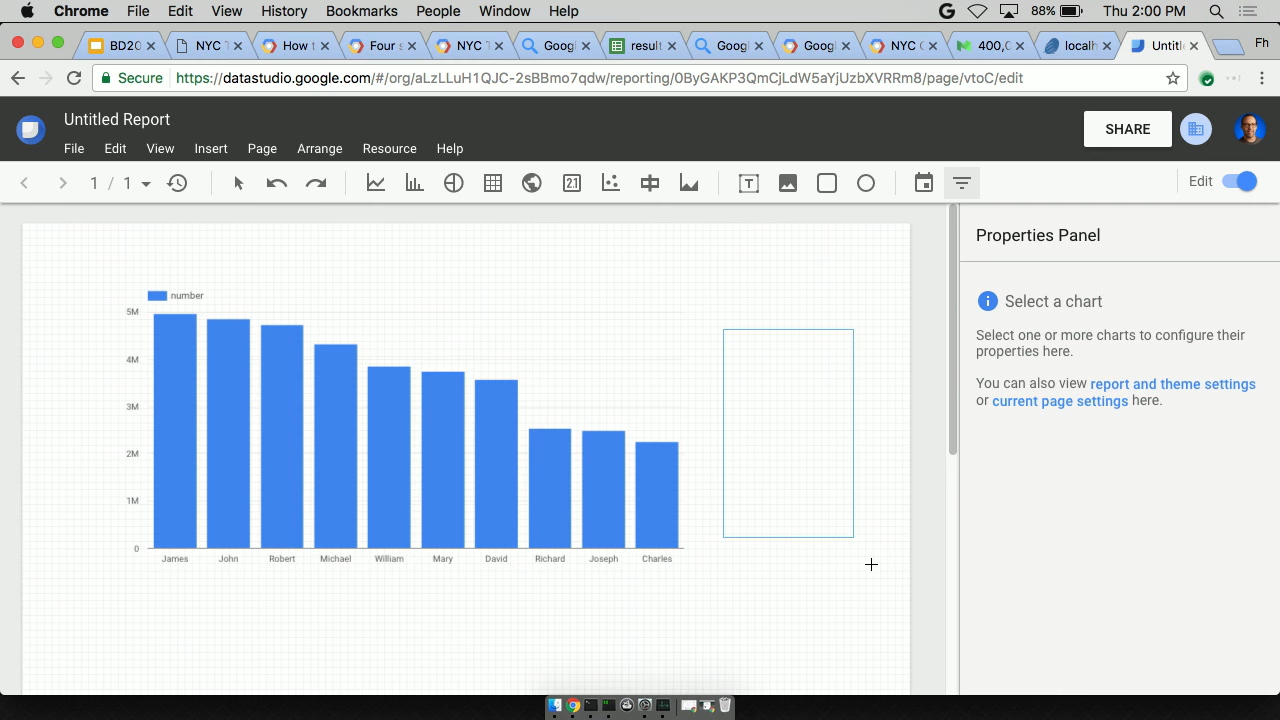 Chrome File Edit View History Bookmarks People Window Help 88% Thu 2:00 PM
BD20 NYC T How t Four s NYC T Googl result Googl Googl NYC C 400,0 localh Untitl Fh
Secure https://datastudio.google.com/#/org/aLzLLuH1QJC-2sBBmo7qdw/reporting/0ByGAKP3QmCjLdW5aYjUzbXVRRm8/page/vtoC/edit
Untitled Report
SHARE
File Edit View Insert Page Arrange Resource Help
1 / 1 2.1 T Edit
Properties Panel
number
Select a chart
Select one or more charts to configure their
properties here.
You can also view report and theme settings
or current page settings here.
5M
4M
3M
2M
1M
0
James John Robert Michael William Mary David Richard Joseph Charles